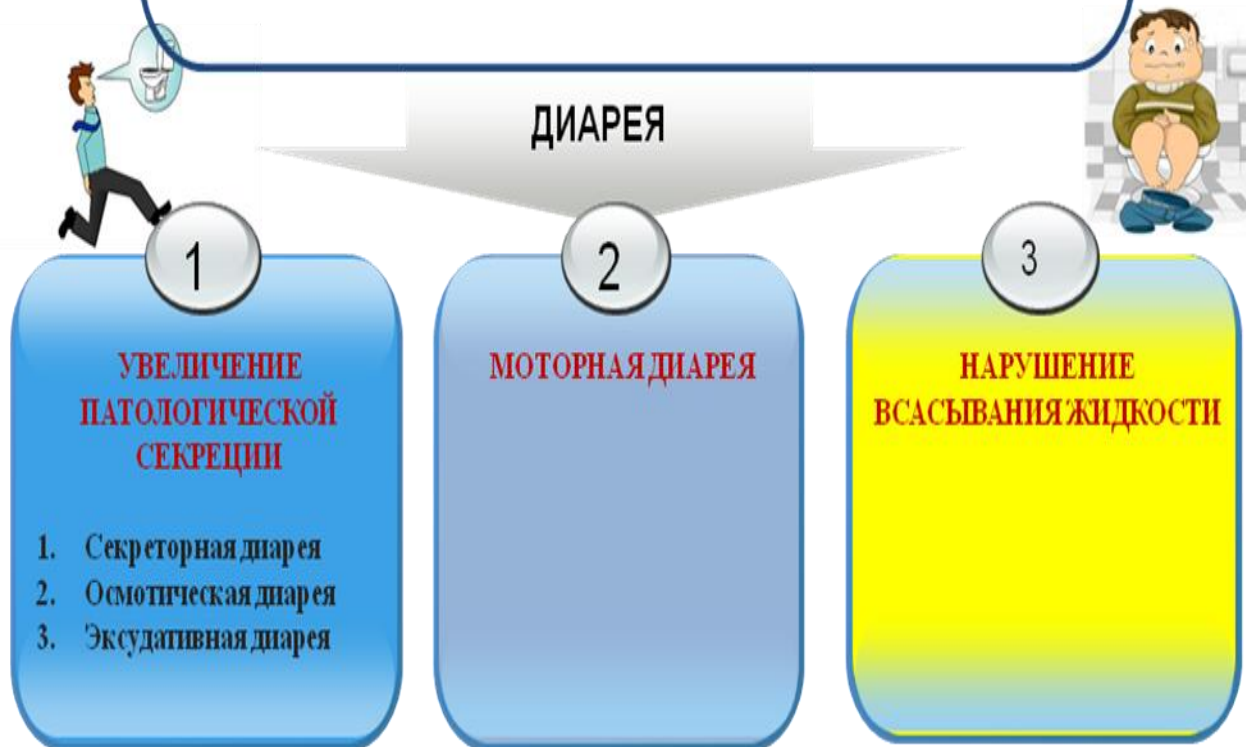 ДИАРЕЯ
1
УВЕЛИЧЕНИЕ
ПАТОЛОГИЧЕСКОЙ
СЕКРЕЦИИ
1. Секреторная диарея
2. Осмотическая диарея
3. Эксудативная диарея
2
МОТОРНАЯ ДИАРЕЯ
3
НАРУШЕНИЕ
ВСАСЫВАНИЯ ЖИДКОСТИ